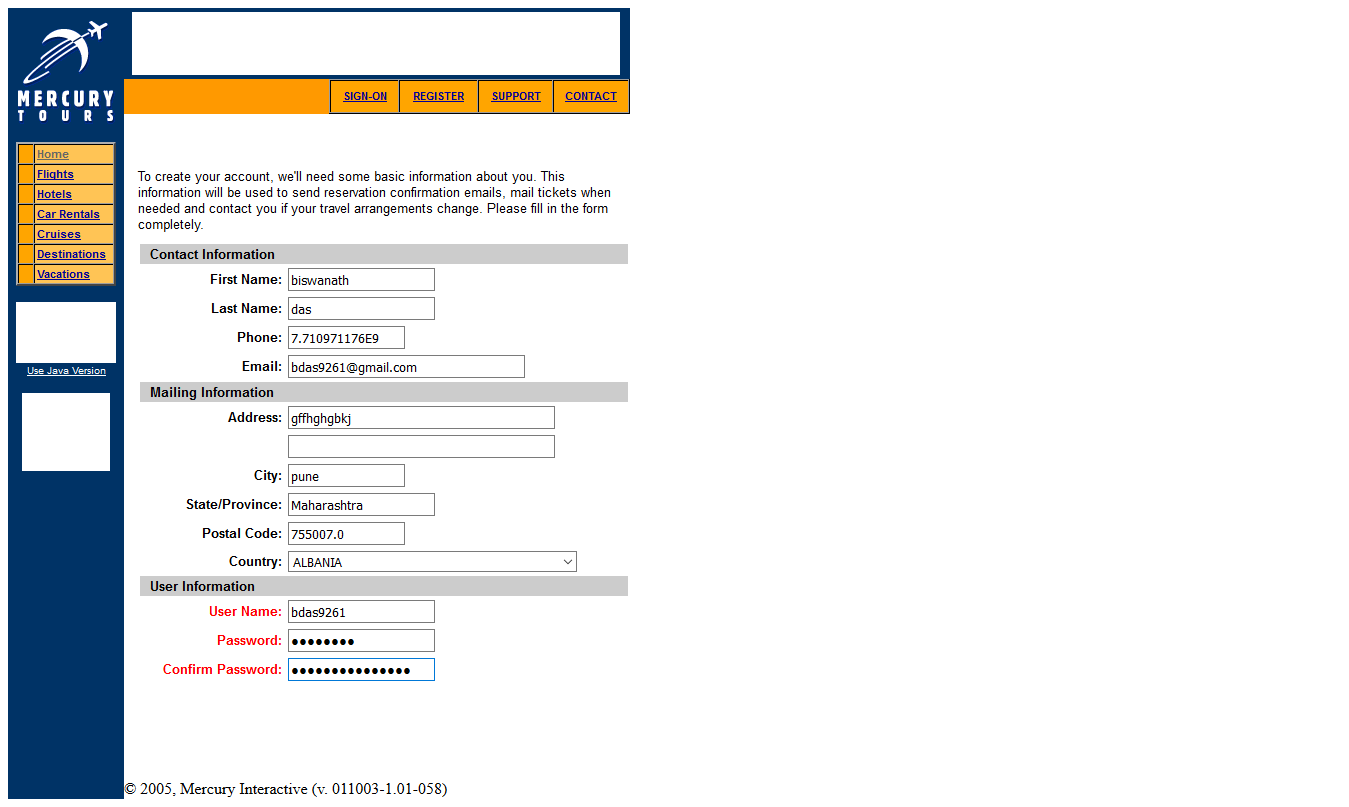 MERCURY
TOURS
SIGN-ON REGISTER SUPPORT CONTACT
Home
Flights
Hotels
Car Rentals
Cruises
Destinations
Vacations
Use Java Version
To create your account, we'll need some basic information about you. This
information will be used to send reservation confirmation emails, mail tickets when
needed and contact you if your travel arrangements change. Please fill in the form
completely.
Contact Information
First Name: biswanath
Last Name: das
Phone: 7.710971176E9
Email: bdas9261@gmail.com
Mailing Information
Address: gffhghgbkj
City: pune
State/Province: Maharashtra
Postal Code: 755007.0
Country: ALBANIA
User Information
User Name: bdas9261
Password: ●●●●●●●●
Confirm Password: ●●●●●●●●●●●●●●●
© 2005, Mercury Interactive (v. 011003-1.01-058)